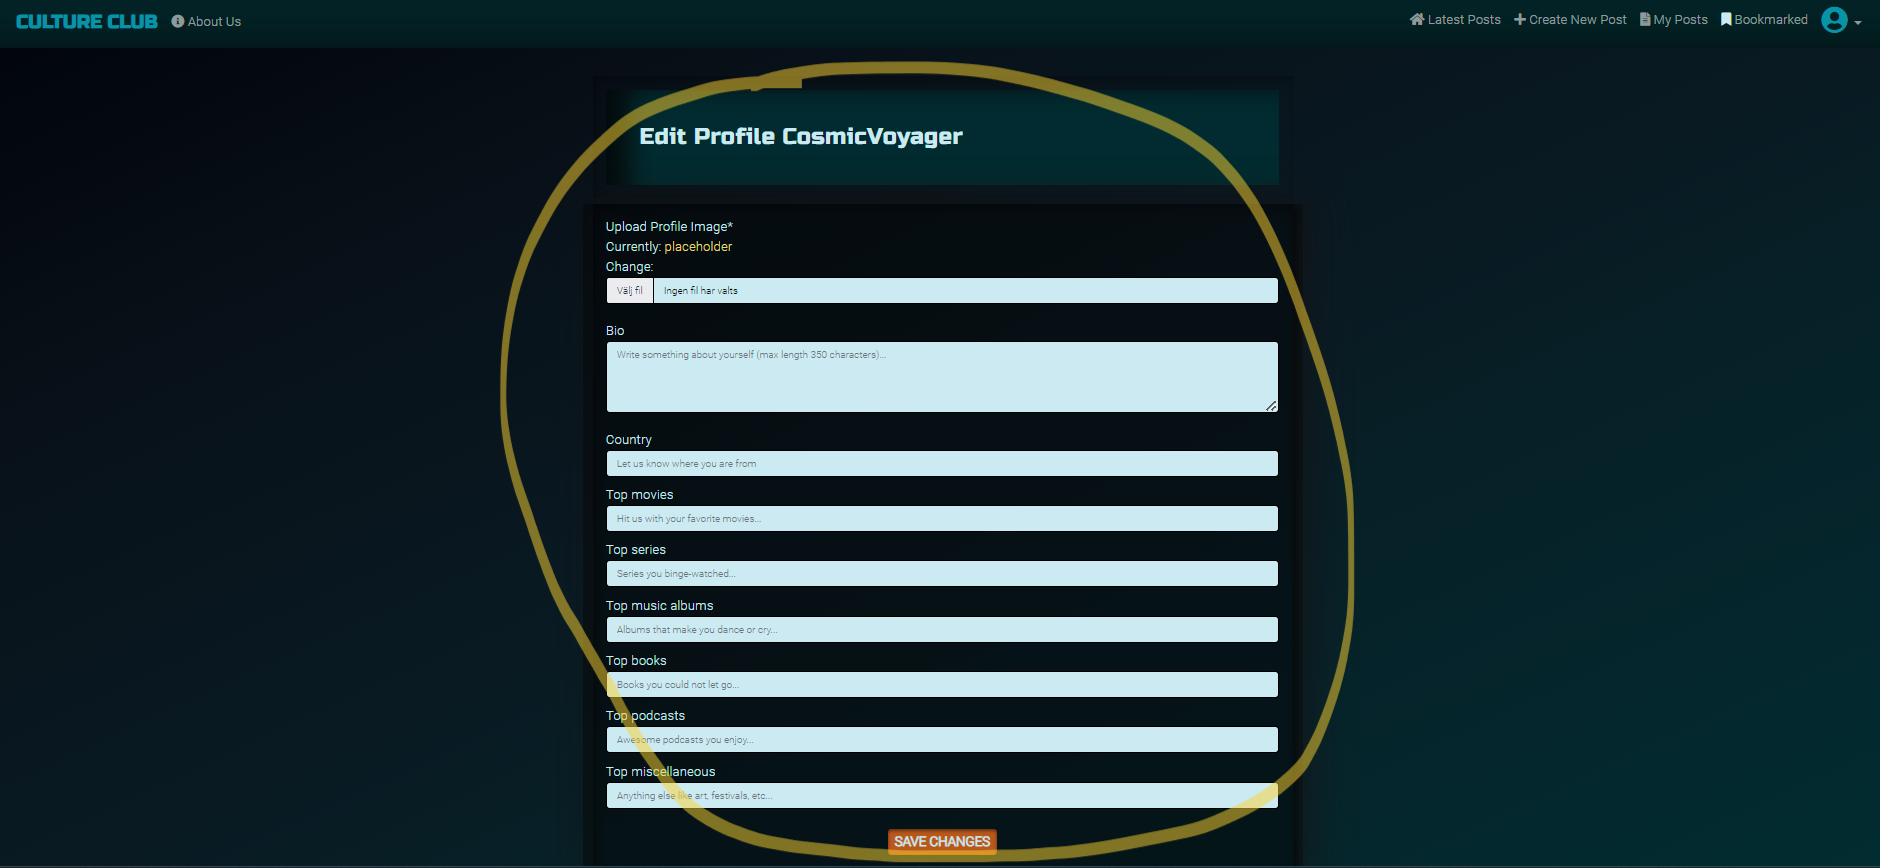 CULTURE CLUB About Us Latest Posts Create New Post My Posts Bookmarked
Edit Profile CosmicVoyager
Upload Profile Image*
Currently: placeholder
Change:
Välj fil Ingen fil har valts
Bio
Write something about yourself (max length 350 characters)...
Country
Let us know where you are from
Top movies
Hit us with your favorite movies...
Top series
Series you binge-watched...
Top music albums
Albums that make you dance or cry...
Top books
Books you could not let go...
Top podcasts
Awesome podcasts you enjoy...
Top miscellaneous
Anything else like art, festivals, etc...
SAVE CHANGES